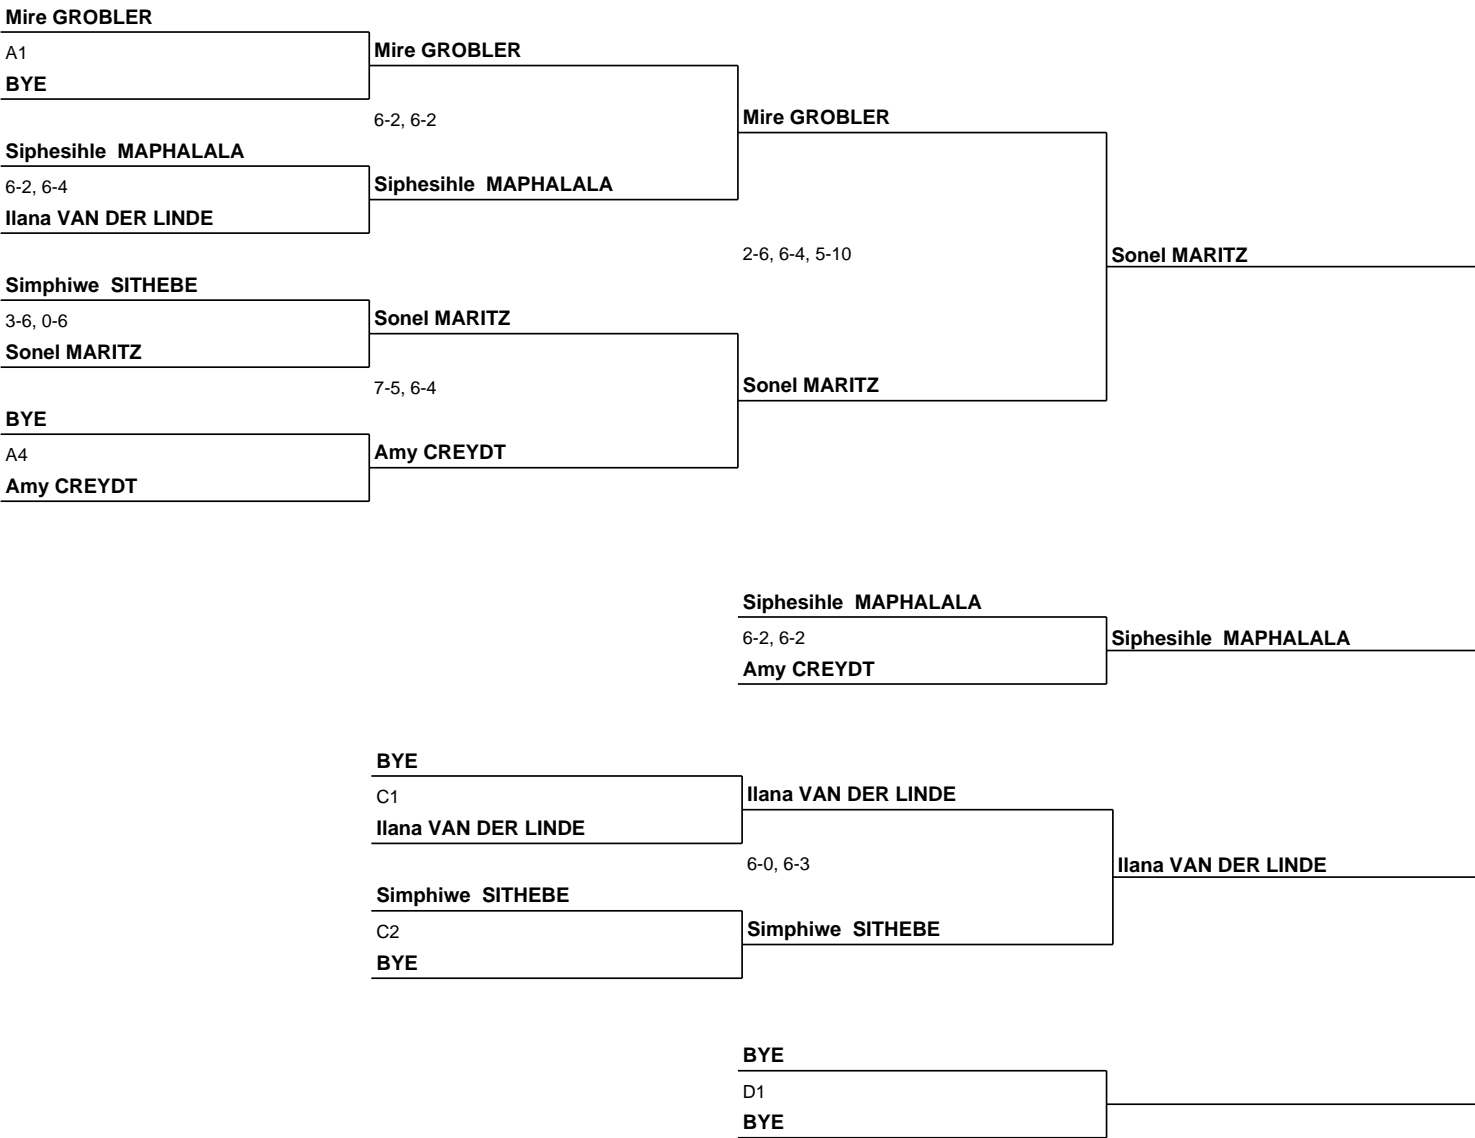 Mire GROBLER
A1
BYE
Mire GROBLER
6-2, 6-2
Mire GROBLER
Siphesihle MAPHALALA
6-2, 6-4
Ilana VAN DER LINDE
Siphesihle MAPHALALA
2-6, 6-4, 5-10
Sonel MARITZ
Simphiwe SITHEBE
3-6, 0-6
Sonel MARITZ
Sonel MARITZ
7-5, 6-4
Sonel MARITZ
BYE
A4
Amy CREYDT
Amy CREYDT
Siphesihle MAPHALALA
6-2, 6-2
Amy CREYDT
Siphesihle MAPHALALA
BYE
C1
Ilana VAN DER LINDE
Ilana VAN DER LINDE
6-0, 6-3
Ilana VAN DER LINDE
Simphiwe SITHEBE
C2
BYE
Simphiwe SITHEBE
BYE
D1
BYE